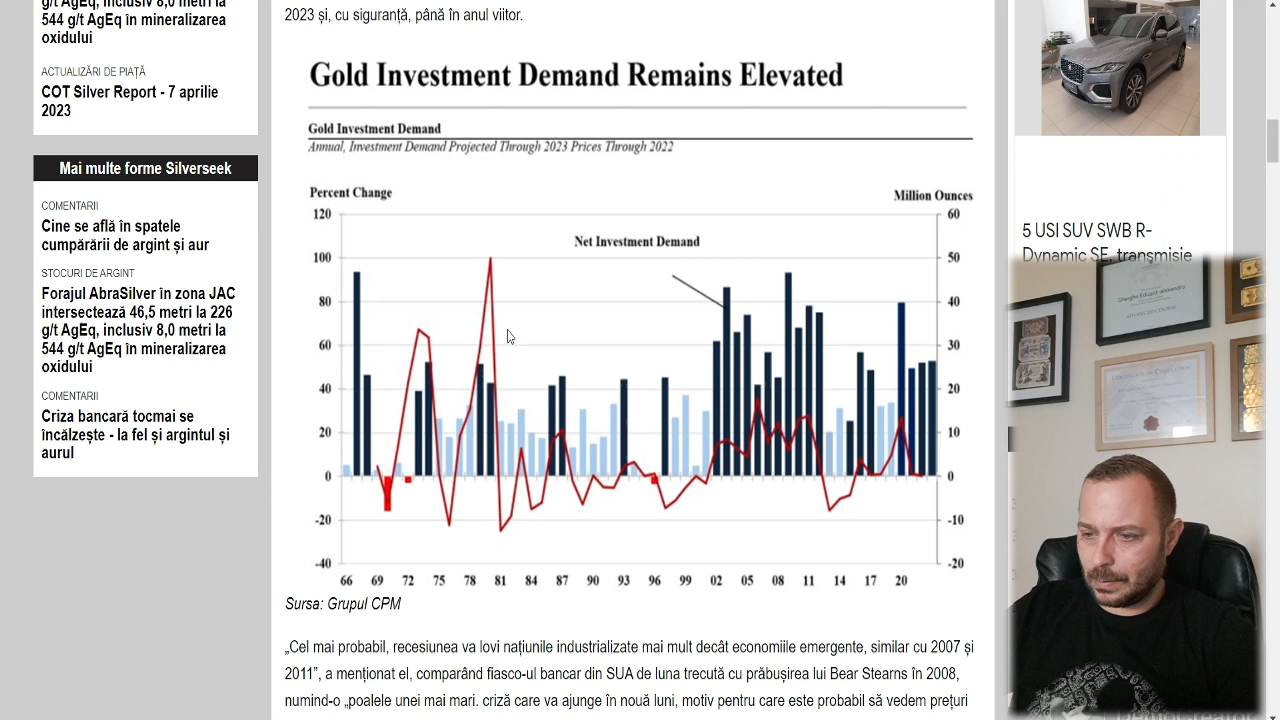 g/t AgEq, inclusiv 8,0 metri la
544 g/t AgEq în mineralizarea
oxidului
ACTUALIZĂRI DE PIAȚĂ
COT Silver Report - 7 aprilie
2023
Mai multe forme Silverseek
COMENTARII
Cine se află în spatele
cumpărării de argint și aur
STOCURI DE ARGINT
Forajul AbraSilver în zona JAC
intersectează 46,5 metri la 226
g/t AgEq, inclusiv 8,0 metri la
544 g/t AgEq în mineralizarea
oxidului
COMENTARII
Criza bancară tocmai se
încălzește - la fel și argintul și
aurul
2023 și, cu siguranță, până în anul viitor.
Gold Investment Demand Remains Elevated
Gold Investment Demand
Annual, Investment Demand Projected Through 2023 Prices Through 2022
Percent Change
Million Ounces
120 60
Net Investment Demand
100 50
80 40
60 30
40 20
20 10
0 0
-20 -10
-40 -20
66 69 72 75 78 81 84 87 90 93 96 99 02 05 08 11 14 17 20
Sursa: Grupul CPM
„Cel mai probabil, recesiunea va lovi națiunile industrializate mai mult decât economiile emergente, similar cu 2007 și
2011”, a menționat el, comparând fiasco-ul bancar din SUA de luna trecută cu prăbușirea lui Bear Stearns în 2008,
numind-o „poalele unei mai mari. criză care va ajunge în nouă luni, motiv pentru care este probabil să vedem prețuri
5 USI SUV SWB R-
Dynamic SE, transmisie